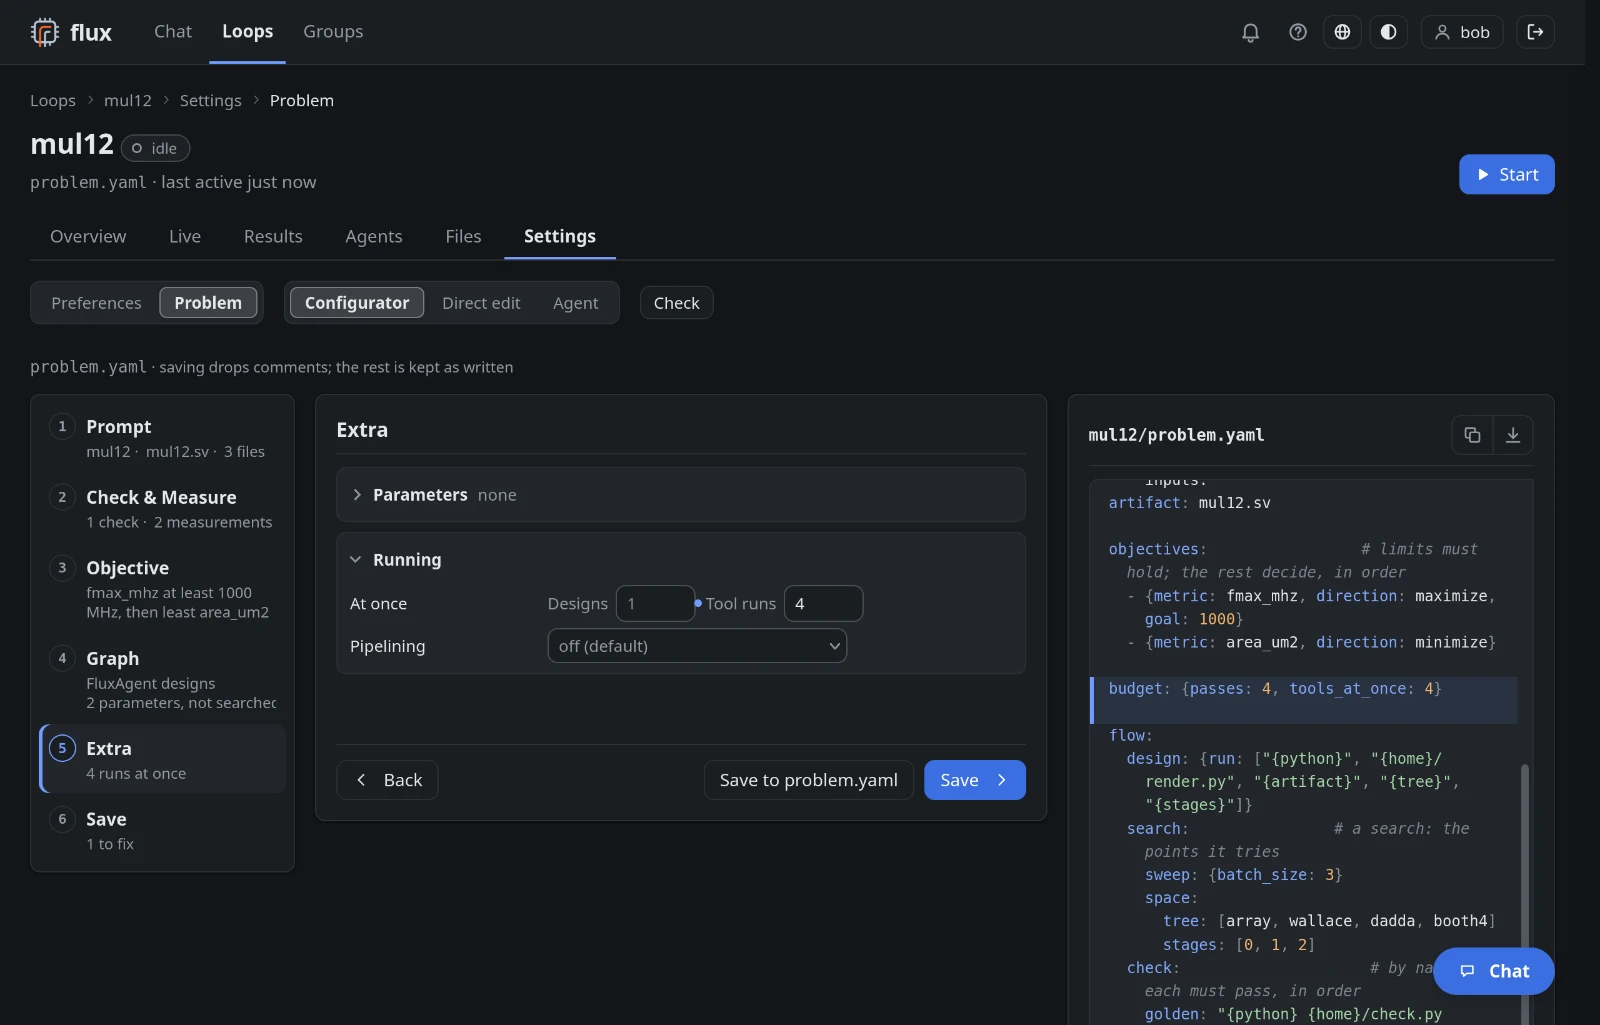 flux
Chat
Loops
Groups
bob
Loops > mul12 > Settings > Problem
mul12
idle
problem.yaml · last active just now
Start
Overview
Live
Results
Agents
Files
Settings
Preferences
Problem
Configurator
Direct edit
Agent
Check
problem.yaml · saving drops comments; the rest is kept as written
1
Prompt
mul12 · mul12.sv · 3 files
2
Check & Measure
1 check · 2 measurements
3
Objective
fmax_mhz at least 1000
MHz, then least area_um2
4
Graph
FluxAgent designs
2 parameters, not searched
5
Extra
4 runs at once
6
Save
1 to fix
Extra
Parameters none
Running
At once
Designs 1
Tool runs 4
Pipelining
off (default)
Back
Save to problem.yaml
Save
mul12/problem.yaml
inputs:
artifact: mul12.sv
objectives: # limits must
hold; the rest decide, in order
- {metric: fmax_mhz, direction: maximize,
goal: 1000}
- {metric: area_um2, direction: minimize}
budget: {passes: 4, tools_at_once: 4}
flow:
design: {run: ["{python}", "{home}/
render.py", "{artifact}", "{tree}",
"{stages}"]}
search: # a search: the
points it tries
sweep: {batch_size: 3}
space:
tree: [array, wallace, dadda, booth4]
stages: [0, 1, 2]
check: # by na
each must pass, in order
golden: "{python} {home}/check.py
Chat